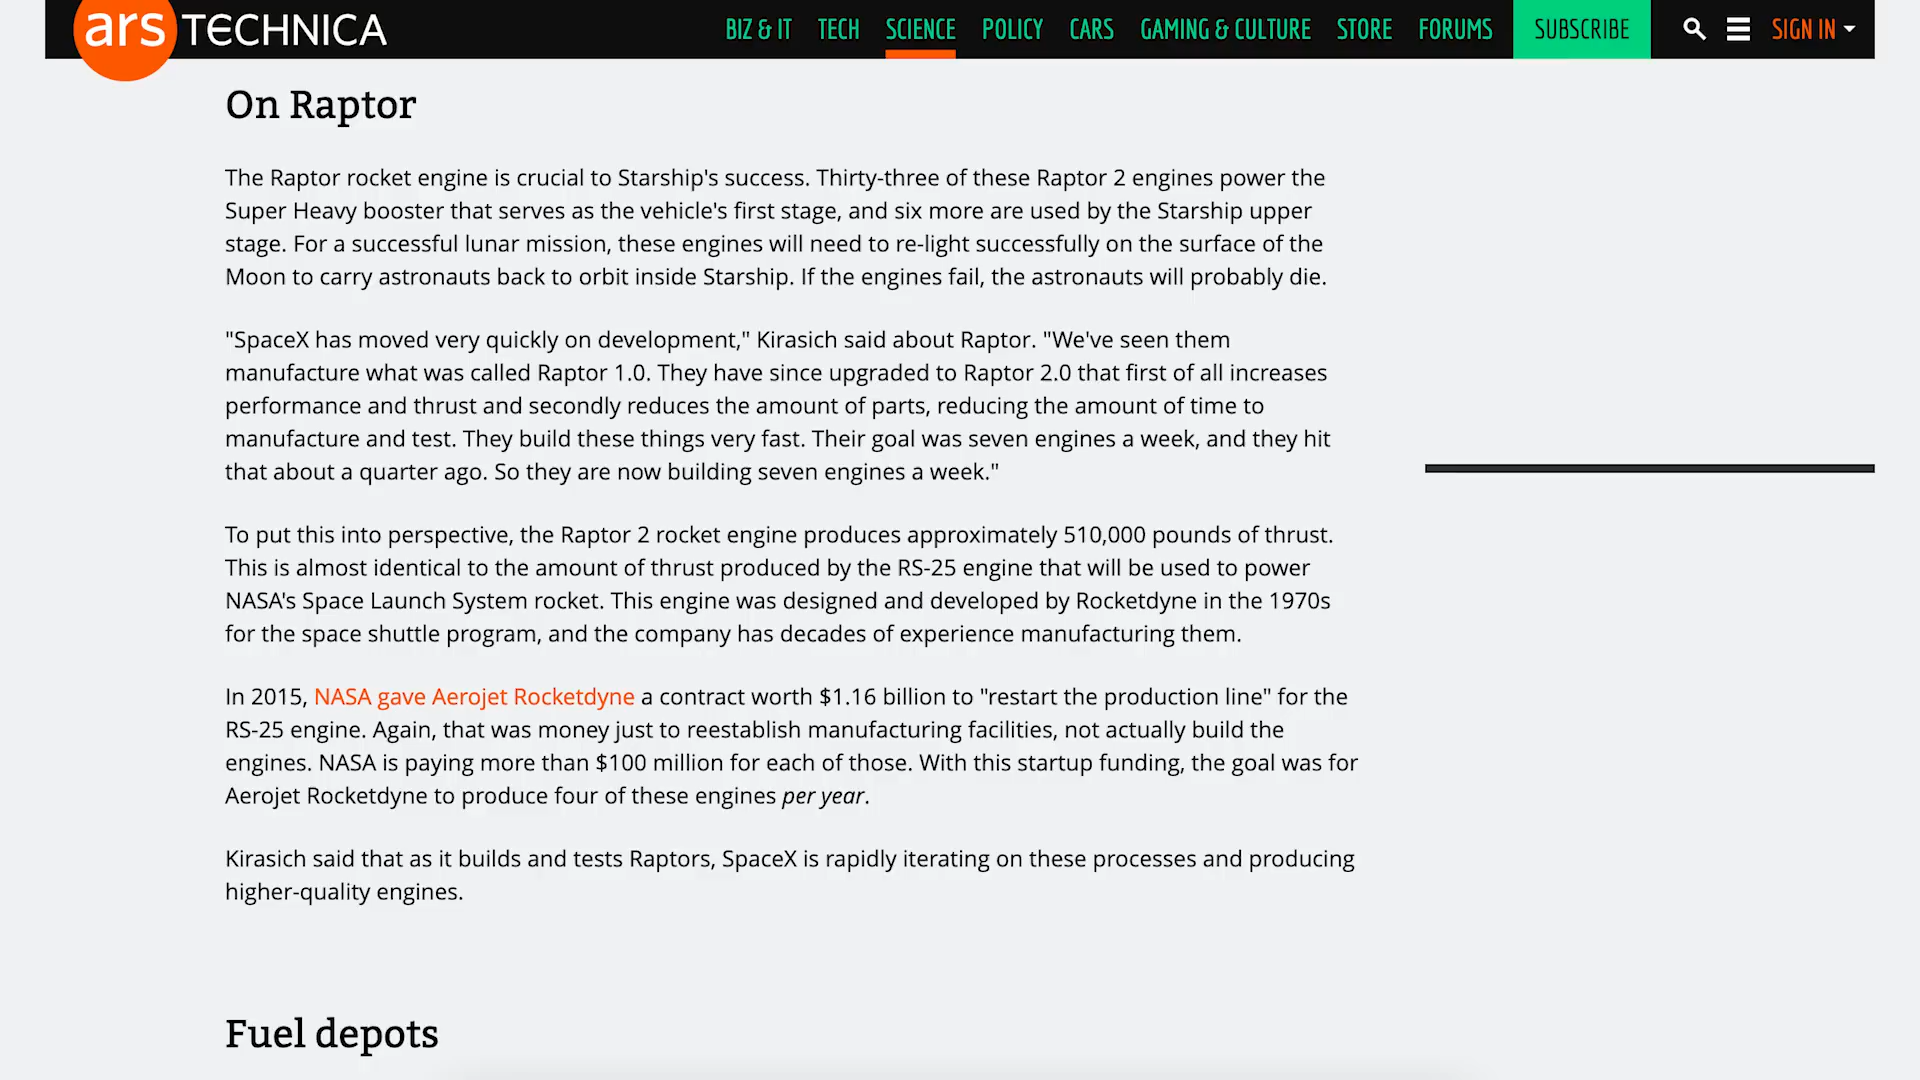 ars TECHNICA
BIZ & IT TECH SCIENCE POLICY CARS GAMING & CULTURE STORE FORUMS SUBSCRIBE SIGN IN
On Raptor
The Raptor rocket engine is crucial to Starship's success. Thirty-three of these Raptor 2 engines power the
Super Heavy booster that serves as the vehicle's first stage, and six more are used by the Starship upper
stage. For a successful lunar mission, these engines will need to re-light successfully on the surface of the
Moon to carry astronauts back to orbit inside Starship. If the engines fail, the astronauts will probably die.
"SpaceX has moved very quickly on development," Kirasich said about Raptor. "We've seen them
manufacture what was called Raptor 1.0. They have since upgraded to Raptor 2.0 that first of all increases
performance and thrust and secondly reduces the amount of parts, reducing the amount of time to
manufacture and test. They build these things very fast. Their goal was seven engines a week, and they hit
that about a quarter ago. So they are now building seven engines a week."
To put this into perspective, the Raptor 2 rocket engine produces approximately 510,000 pounds of thrust.
This is almost identical to the amount of thrust produced by the RS-25 engine that will be used to power
NASA's Space Launch System rocket. This engine was designed and developed by Rocketdyne in the 1970s
for the space shuttle program, and the company has decades of experience manufacturing them.
In 2015, NASA gave Aerojet Rocketdyne a contract worth $1.16 billion to "restart the production line" for the
RS-25 engine. Again, that was money just to reestablish manufacturing facilities, not actually build the
engines. NASA is paying more than $100 million for each of those. With this startup funding, the goal was for
Aerojet Rocketdyne to produce four of these engines per year.
Kirasich said that as it builds and tests Raptors, SpaceX is rapidly iterating on these processes and producing
higher-quality engines.
Fuel depots